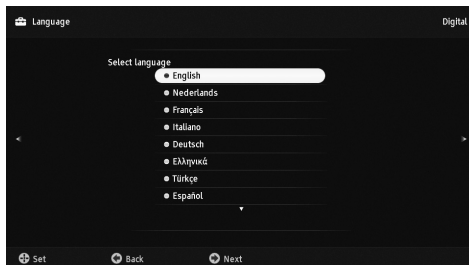 Language
Digital
Select language
English
Nederlands
Français
Italiano
Deutsch
Ελληνικά
Türkçe
Español
Set Back Next